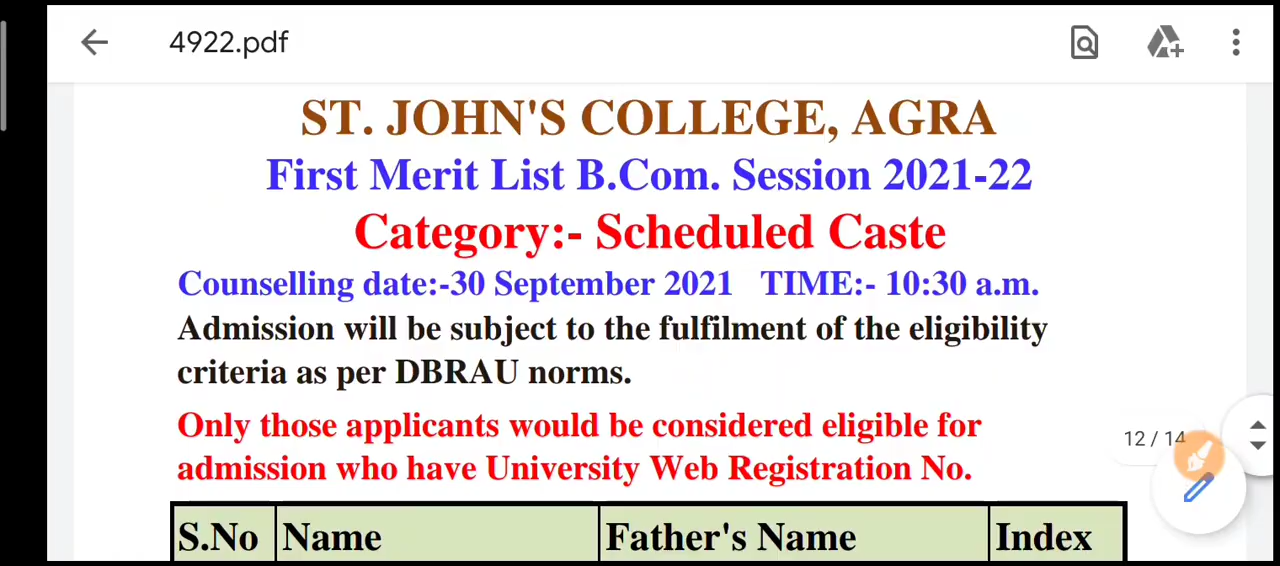 4922.pdf
ST. JOHN'S COLLEGE, AGRA
First Merit List B.Com. Session 2021-22
Category:- Scheduled Caste
Counselling date:-30 September 2021 TIME:- 10:30 a.m.
Admission will be subject to the fulfilment of the eligibility
criteria as per DBRAU norms.
Only those applicants would be considered eligible for
admission who have University Web Registration No.
12 / 14
S.No Name Father's Name Index